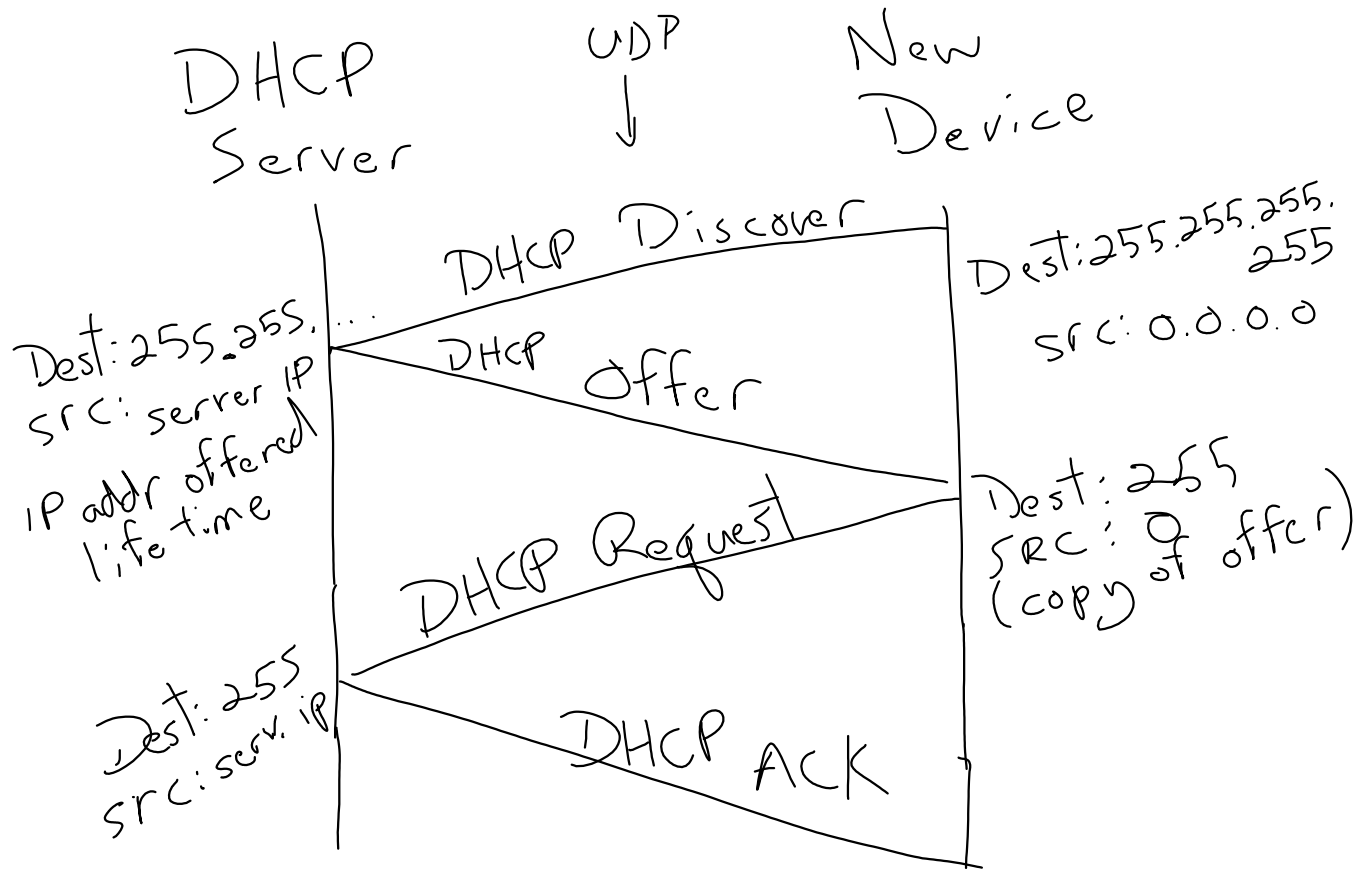 DHCP
Server
UDP
New
Device
DHCP Discover
Dest: 255.255.255.
255
src: 0.0.0.0
Dest: 255.255. ....
src: server IP
IP addr offered
life time
DHCP Offer
Dest: 255
SRC: 0
(copy of offer)
DHCP Request
Dest: 255
src: serv. ip
DHCP ACK